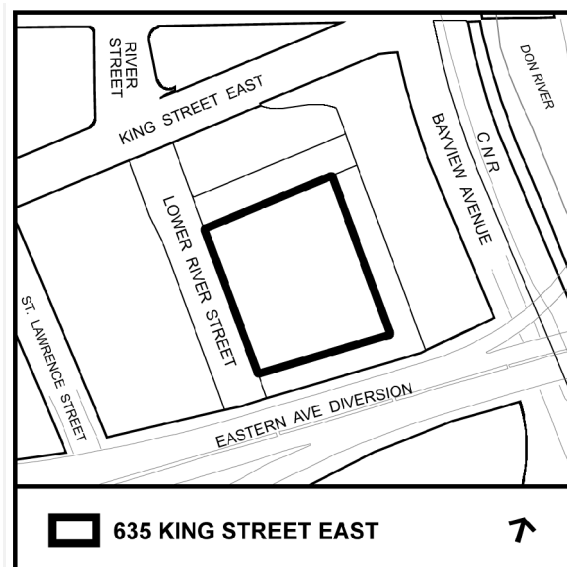 RIVER
STREET
KING STREET EAST
DON RIVER
C N R
BAYVIEW AVENUE
LOWER RIVER STREET
ST. LAWRENCE STREET
EASTERN AVE DIVERSION
635 KING STREET EAST